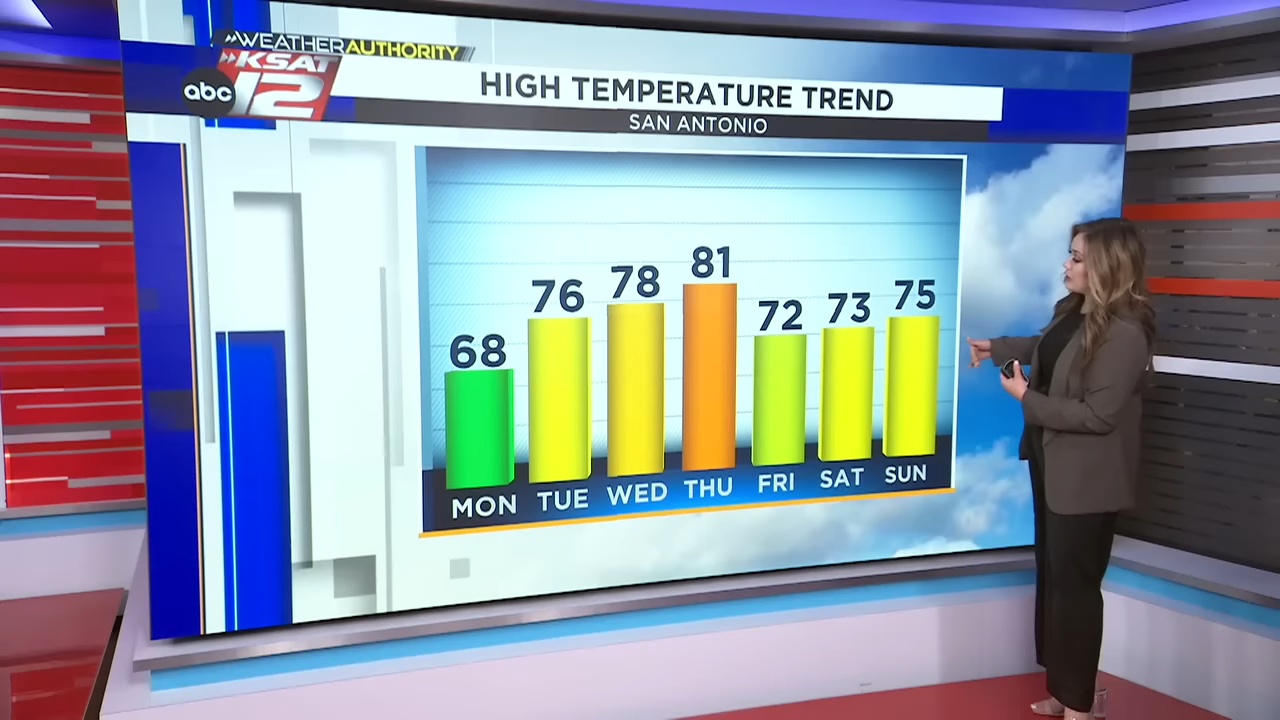 »WEATHER AUTHORITY
»KSAT
abc 12
HIGH TEMPERATURE TREND
SAN ANTONIO
68 76 78 81 72 73 75
MON TUE WED THU FRI SAT SUN